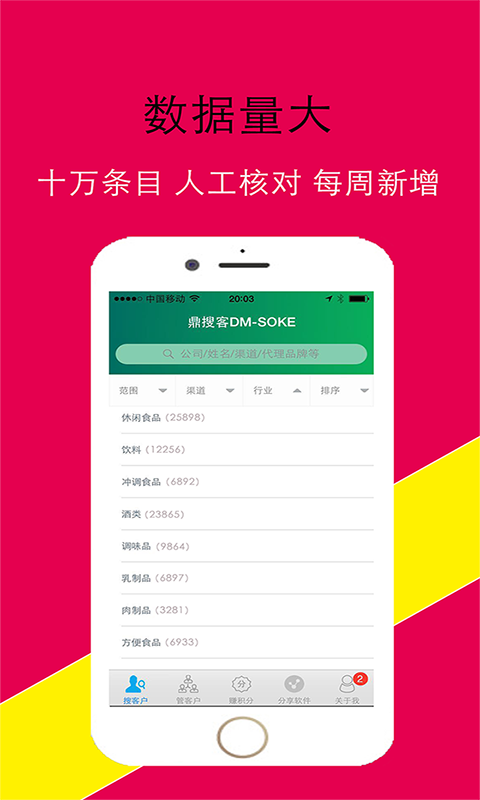 数据量大
十万条目 人工核对 每周新增
中国移动 20:03
鼎搜客DM-SOKE
公司/姓名/渠道/代理品牌等
范围 渠道 行业 排序
休闲食品 (25898)
饮料 (12256)
冲调食品 (6892)
酒类 (23865)
调味品 (9864)
乳制品 (6897)
肉制品 (3281)
方便食品 (6933)
分 2
搜客户 管客户 赚积分 分享软件 关于我